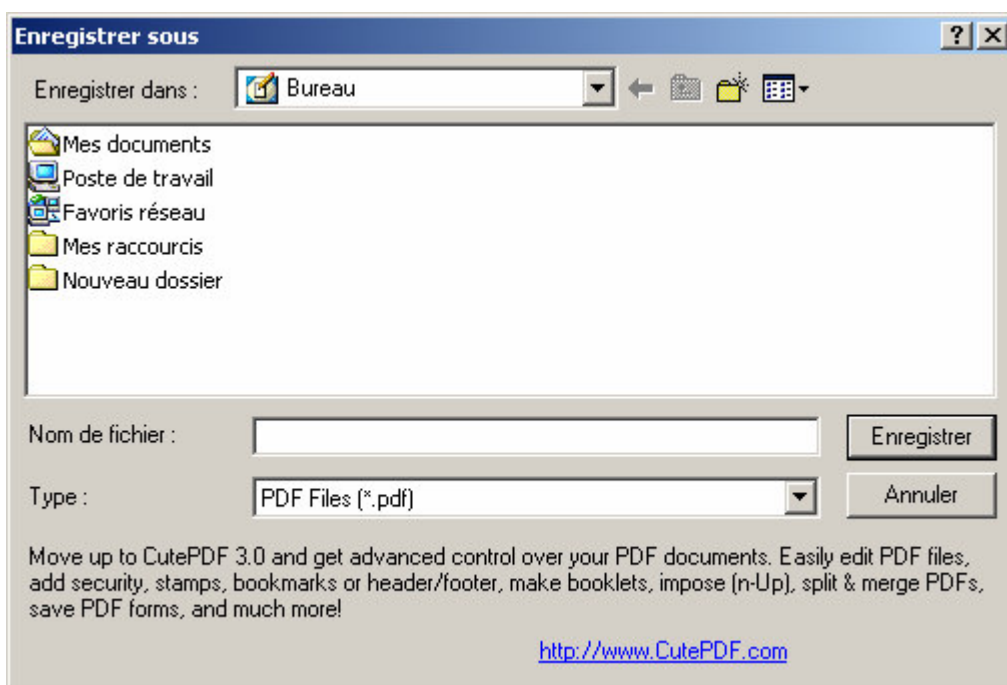 Enregistrer sous
Enregistrer dans :
Bureau
Mes documents
Poste de travail
Favoris réseau
Mes raccourcis
Nouveau dossier
Nom de fichier :
Enregistrer
Type :
PDF Files (*.pdf)
Annuler
Move up to CutePDF 3.0 and get advanced control over your PDF documents. Easily edit PDF files,
add security, stamps, bookmarks or header/footer, make booklets, impose (n-Up), split & merge PDFs,
save PDF forms, and much more!
http://www.CutePDF.com